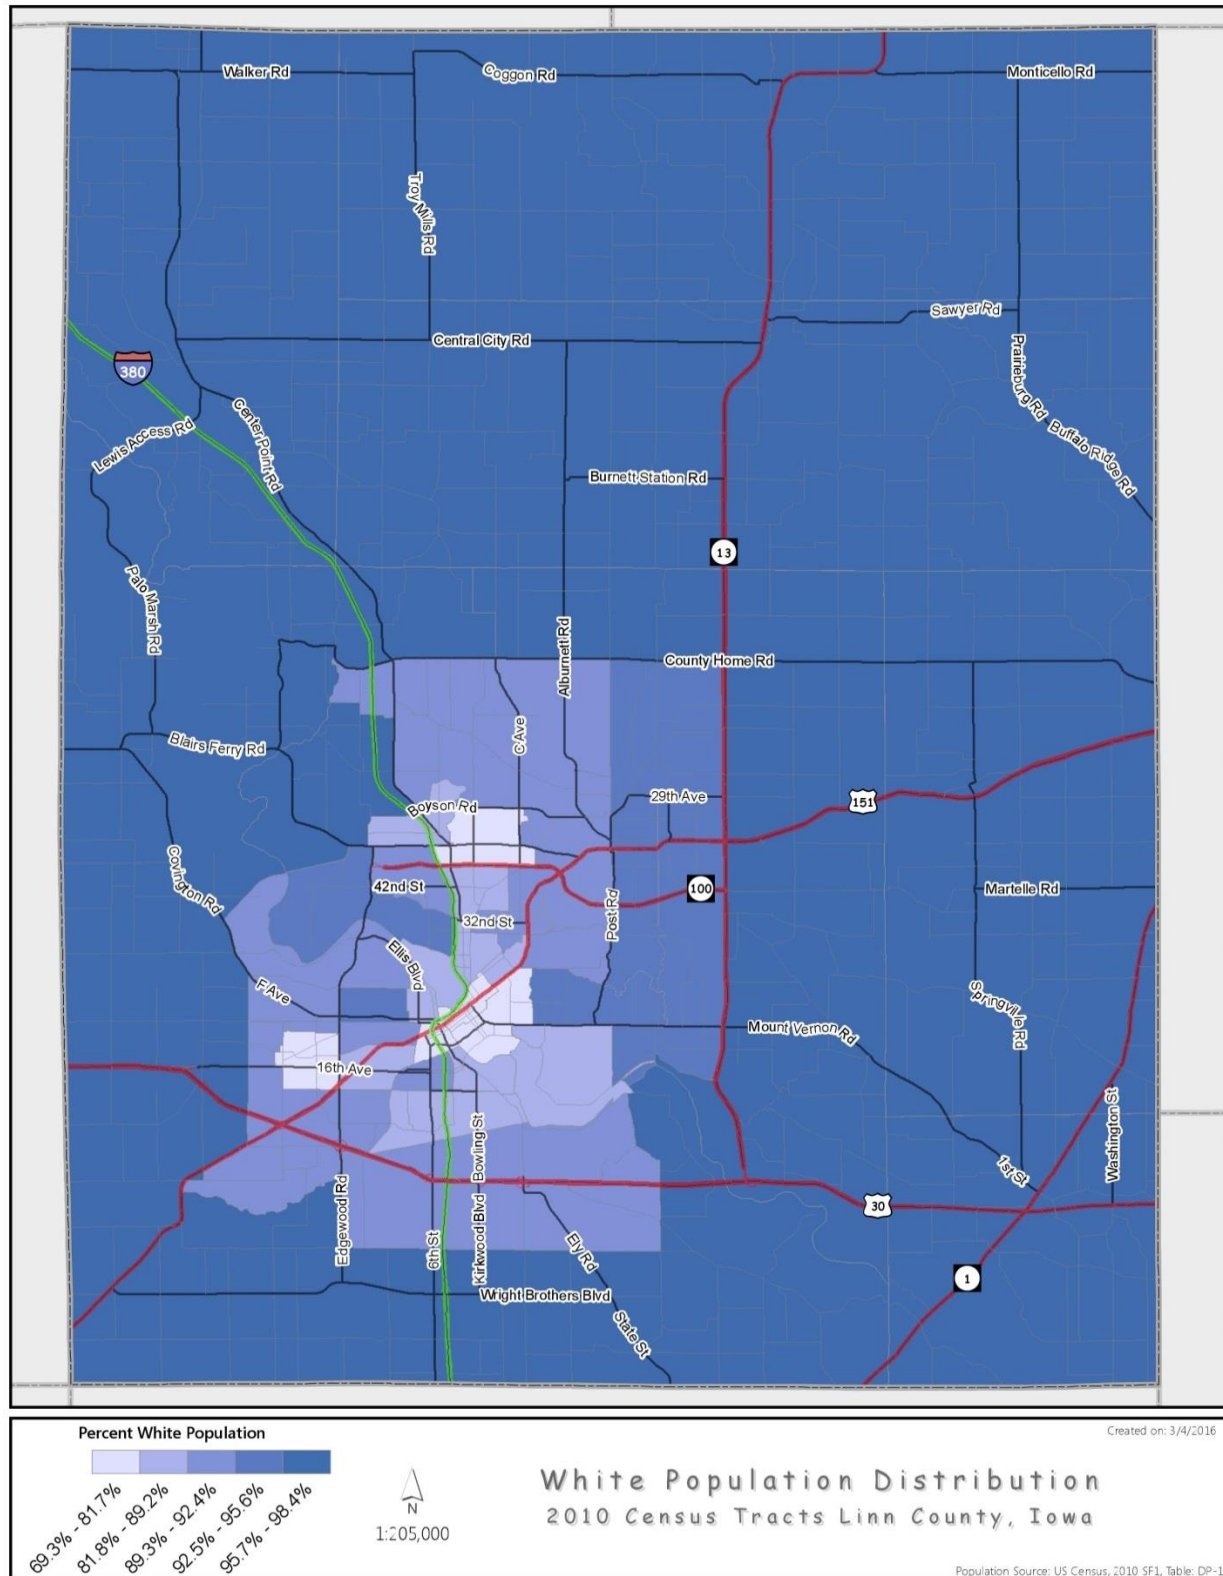 Walker Rd
Coggon Rd
Monticello Rd
Troy Mills Rd
Sawyer Rd
Central City Rd
380
Prairieburg Rd
Center Point Rd
Lewis Access Rd
Buffalo Ridge Rd
Burnett Station Rd
13
Palo Marsh Rd
Alburnett Rd
County Home Rd
C Ave
Blairs Ferry Rd
29th Ave
151
Boyson Rd
Covington Rd
42nd St
100
Martelle Rd
Post Rd
32nd St
Ellis Blvd
F Ave
Springville Rd
Mount Vernon Rd
16th Ave
Washington St
Bowling St
1st St
Edgewood Rd
30
6th St
Kirkwood Blvd
Ely Rd
1
Wright Brothers Blvd
State St
Percent White Population
69.3% - 81.7%
81.8% - 89.2%
89.3% - 92.4%
92.5% - 95.6%
95.7% - 98.4%
N
1:205,000
Created on: 3/4/2016
White Population Distribution
2010 Census Tracts Linn County, Iowa
Population Source: US Census, 2010 SF1, Table: DP-1